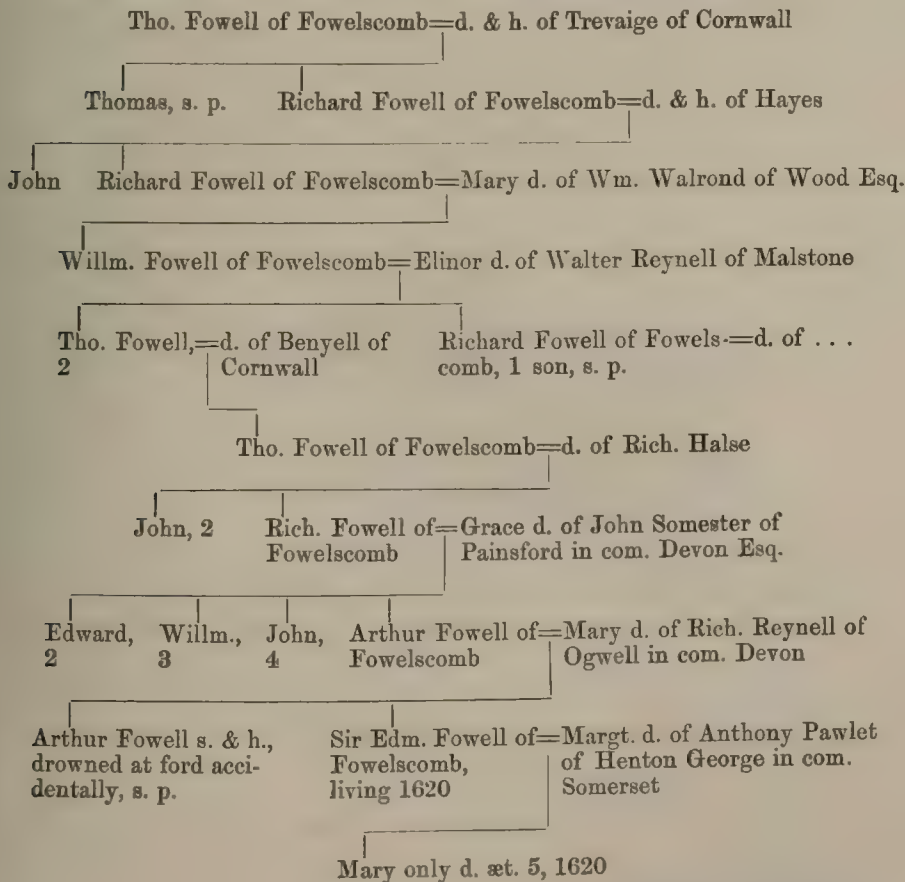 Tho. Fowell of Fowelscomb=d. & h. of Trevaige of Cornwall
Thomas, s. p. Richard Fowell of Fowelscomb=d. & h. of Hayes
John Richard Fowell of Fowelscomb=Mary d. of Wm. Walrond of Wood Esq.
Willm. Fowell of Fowelscomb=Elinor d. of Walter Reynell of Malstone
Tho. Fowell,=d. of Benyell of
2 Cornwall
Richard Fowell of Fowels-=d. of . . .
comb, 1 son, s. p.
Tho. Fowell of Fowelscomb=d. of Rich. Halse
John, 2
Rich. Fowell of=Grace d. of John Somester of
Fowelscomb Painsford in com. Devon Esq.
Edward,
2
Willm.,
3
John,
4
Arthur Fowell of=Mary d. of Rich. Reynell of
Fowelscomb Ogwell in com. Devon
Arthur Fowell s. & h.,
drowned at ford acci-
dentally, s. p.
Sir Edm. Fowell of=Margt. d. of Anthony Pawlet
Fowelscomb, of Henton George in com.
living 1620 Somerset
Mary only d. æt. 5, 1620